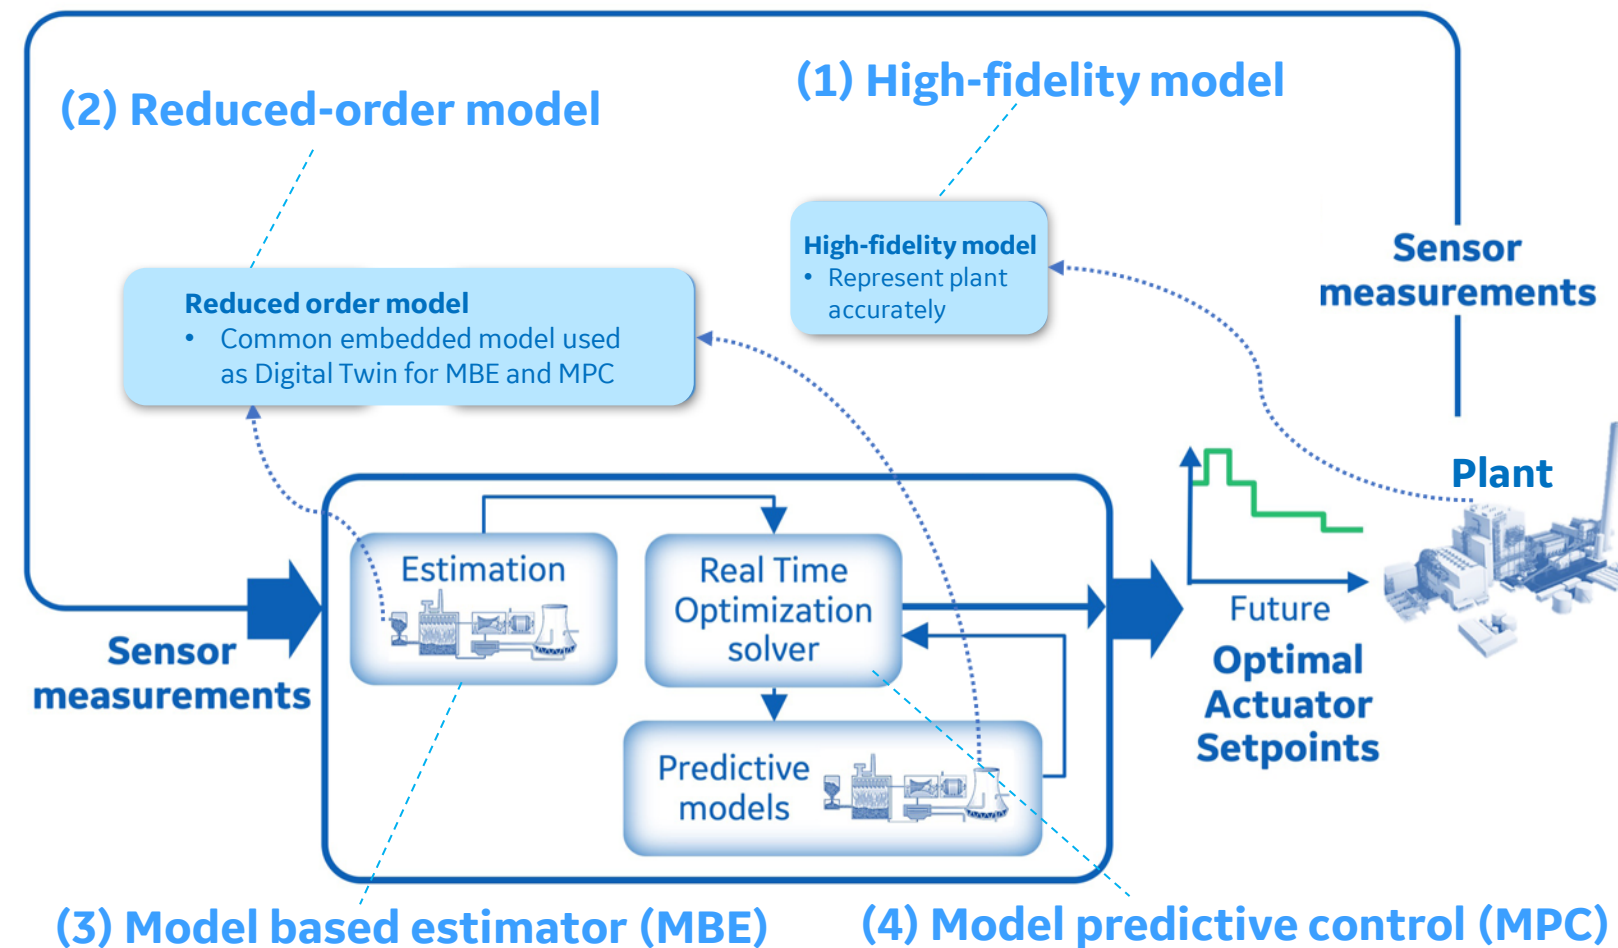 (1) High-fidelity model
(2) Reduced-order model
High-fidelity model
• Represent plant
accurately
Sensor
measurements
Reduced order model
• Common embedded model used
as Digital Twin for MBE and MPC
Plant
Estimation
Real Time
Optimization
solver
Future
Optimal
Actuator
Setpoints
Sensor
measurements
Predictive
models
(3) Model based estimator (MBE)
(4) Model predictive control (MPC)